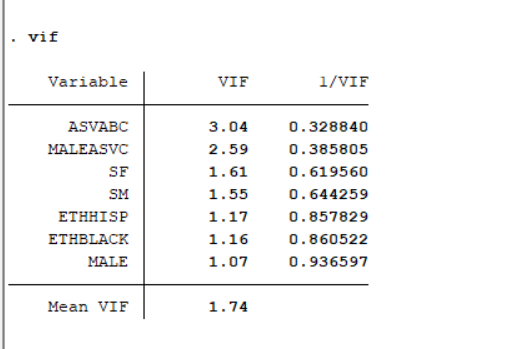 . vif
Variable VIF 1/VIF
ASVABC 3.04 0.328840
MALEASVC 2.59 0.385805
SF 1.61 0.619560
SM 1.55 0.644259
ETHHISP 1.17 0.857829
ETHBLACK 1.16 0.860522
MALE 1.07 0.936597
Mean VIF 1.74